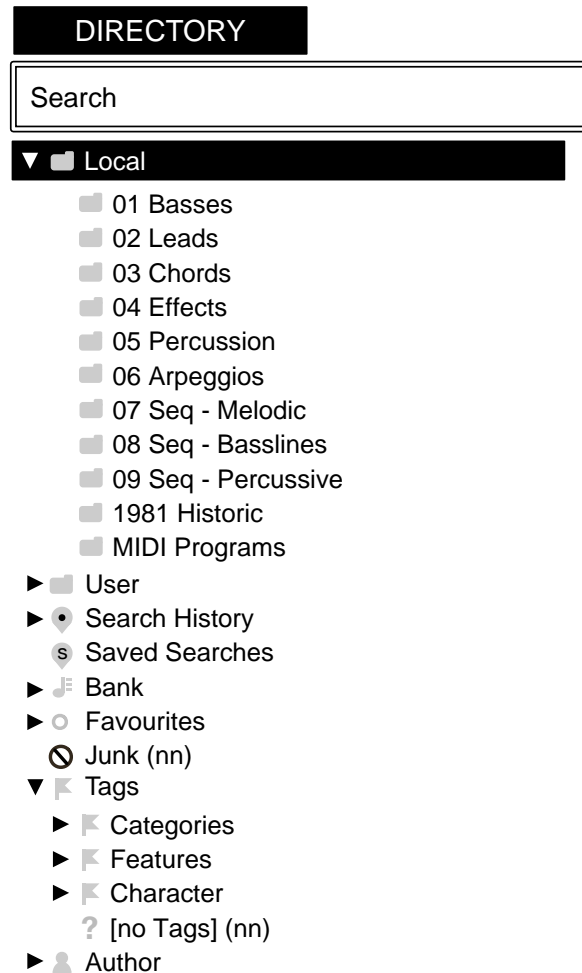 DIRECTORY
Search
Local
01 Basses
02 Leads
03 Chords
04 Effects
05 Percussion
06 Arpeggios
07 Seq - Melodic
08 Seq - Basslines
09 Seq - Percussive
1981 Historic
MIDI Programs
User
Search History
S Saved Searches
Bank
Favourites
Junk (nn)
Tags
Categories
Features
Character
? [no Tags] (nn)
Author